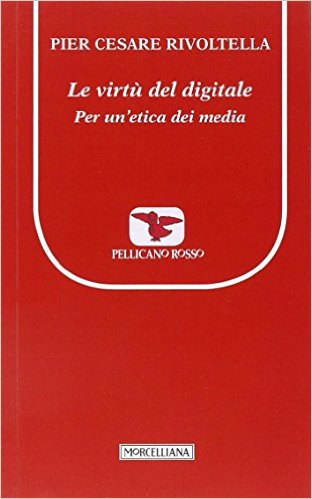 PIER CESARE RIVOLTELLA
Le virtù del digitale
Per un'etica dei media
PELLICANO ROSSO
MORCELLIANA